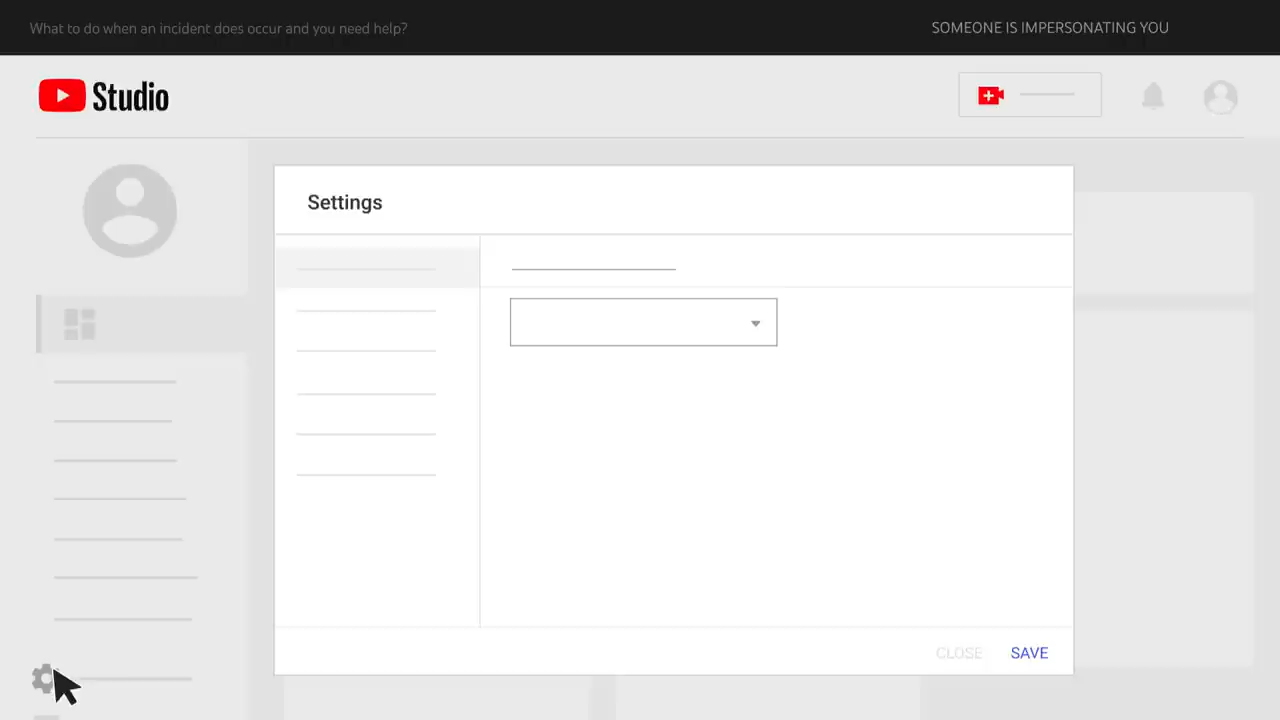 What to do when an incident does occur and you need help?
SOMEONE IS IMPERSONATING YOU
Studio
Settings
CLOSE
SAVE